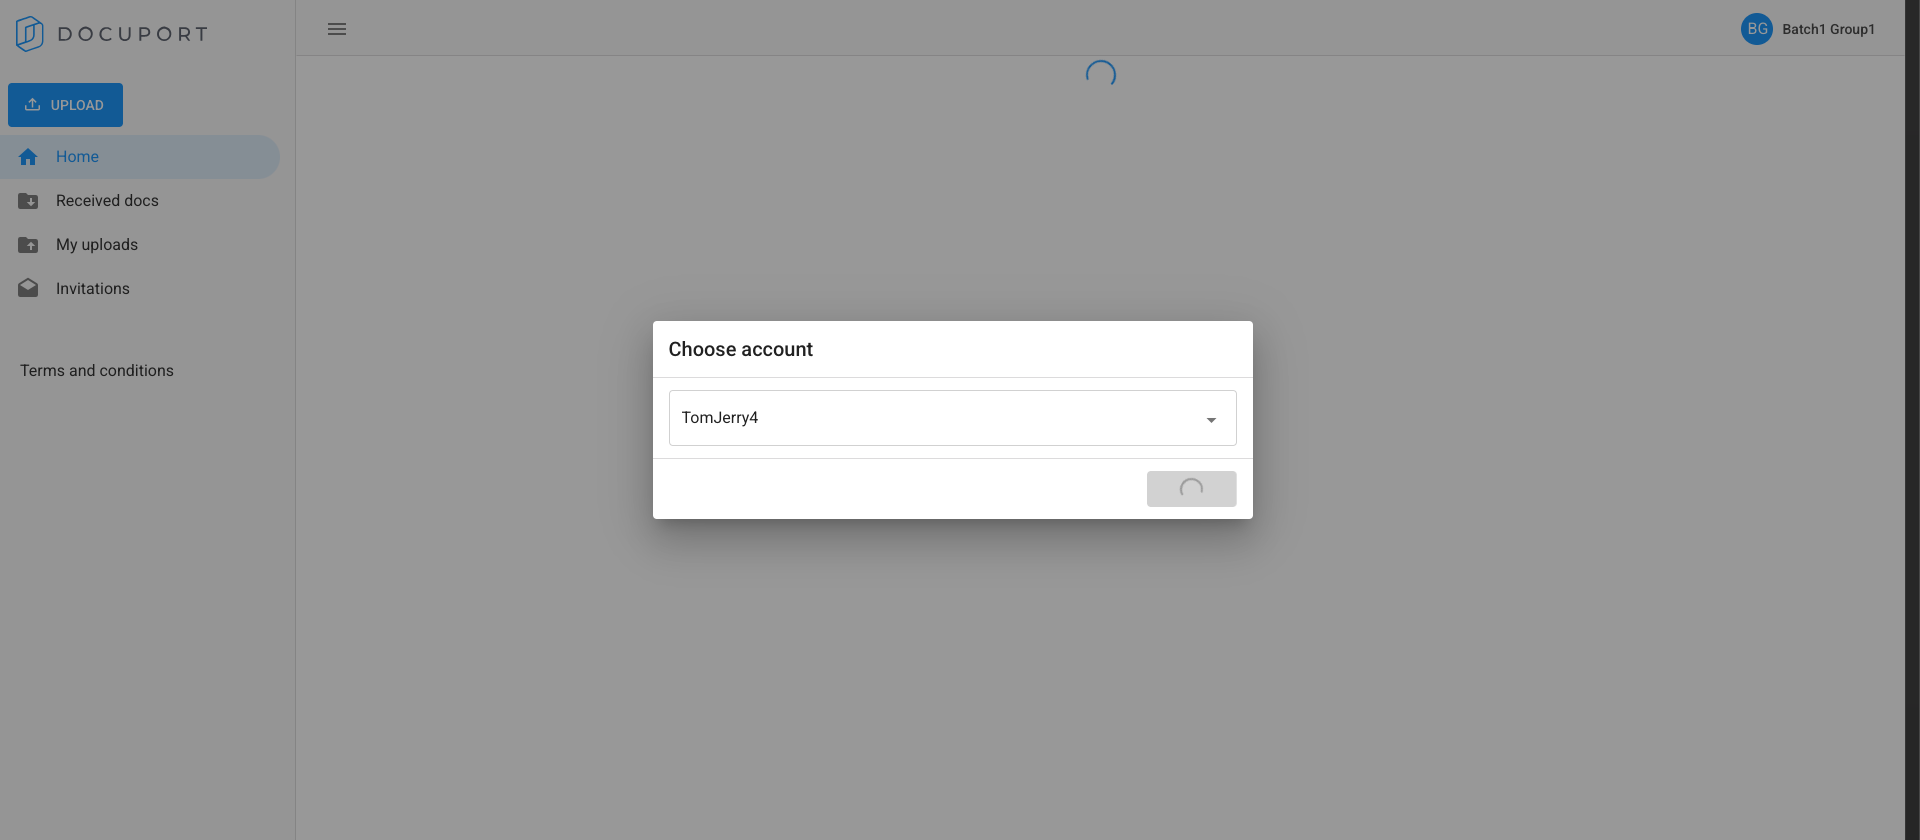 DOCUPORT
BG
Batch1 Group1
UPLOAD
Home
Received docs
My uploads
Invitations
Terms and conditions
Choose account
TomJerry4